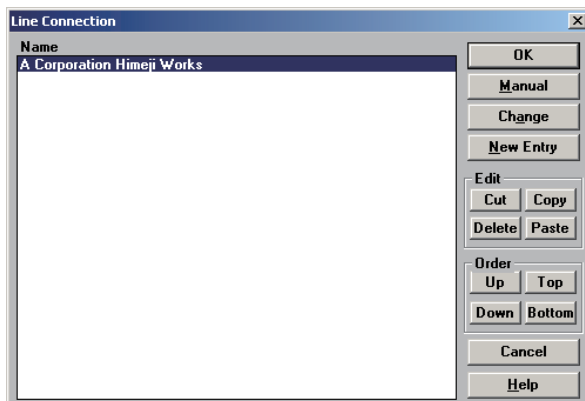 Line Connection
Name
A Corporation Himeji Works
OK
Manual
Change
New Entry
Edit
Cut Copy
Delete Paste
Order
Up Top
Down Bottom
Cancel
Help